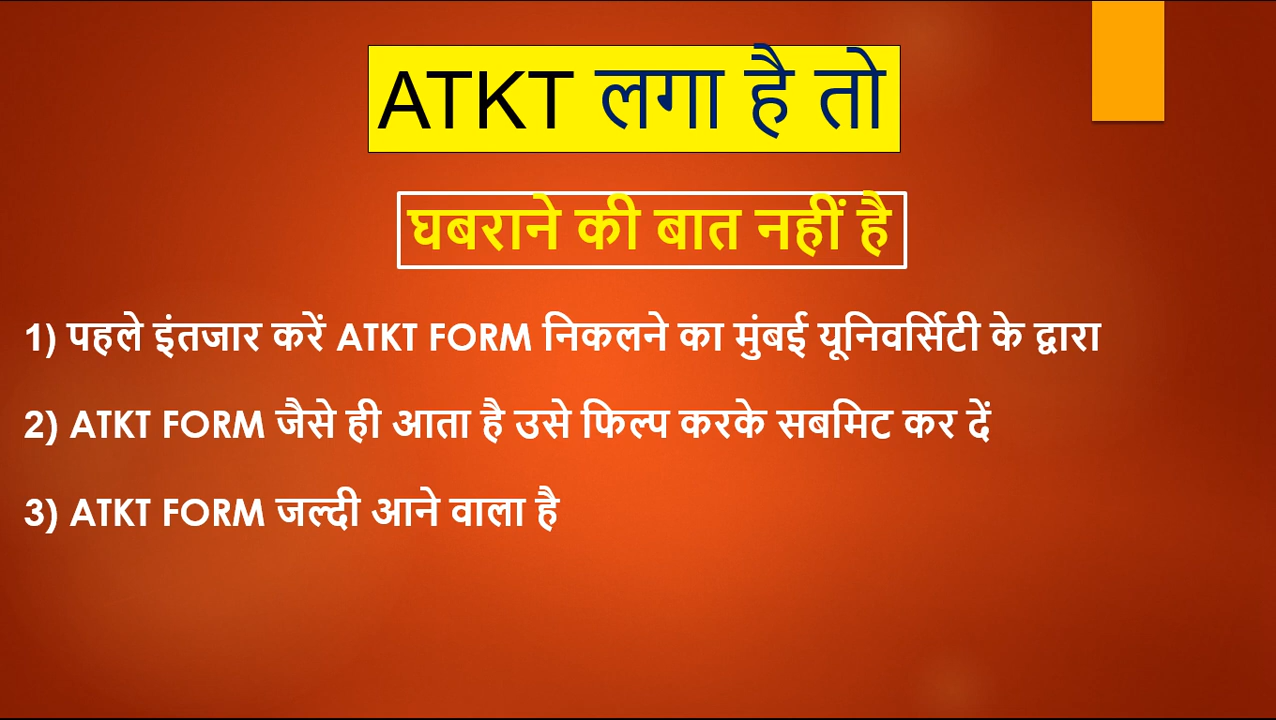 ATKT लगा है तो
घबराने की बात नहीं है
1) पहले इंतजार करें ATKT FORM निकलने का मुंबई यूनिवर्सिटी के द्वारा
2) ATKT FORM जैसे ही आता है उसे फिल्प करके सबमिट कर दें
3) ATKT FORM जल्दी आने वाला है